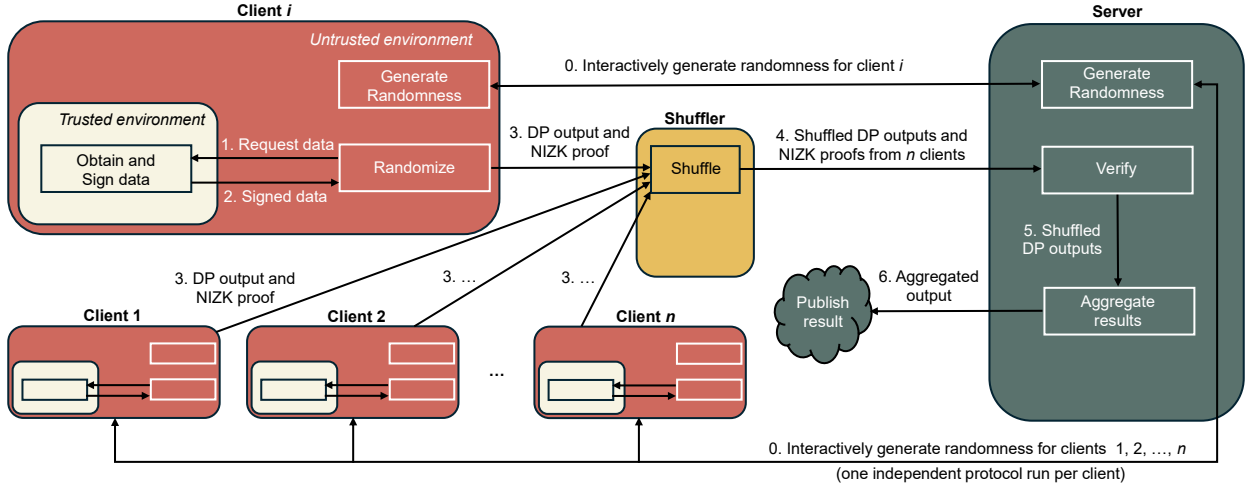 Client i
Server
Untrusted environment
Generate
Randomness
0. Interactively generate randomness for client i
Generate
Randomness
Trusted environment
Obtain and
Sign data
1. Request data
2. Signed data
Randomize
3. DP output and
NIZK proof
Shuffler
Shuffle
4. Shuffled DP outputs and
NIZK proofs from n clients
Verify
5. Shuffled
DP outputs
3. DP output and
NIZK proof
3. …
3. …
Publish
result
6. Aggregated
output
Aggregate
results
Client 1
Client 2
...
Client n
0. Interactively generate randomness for clients 1, 2, …, n
(one independent protocol run per client)